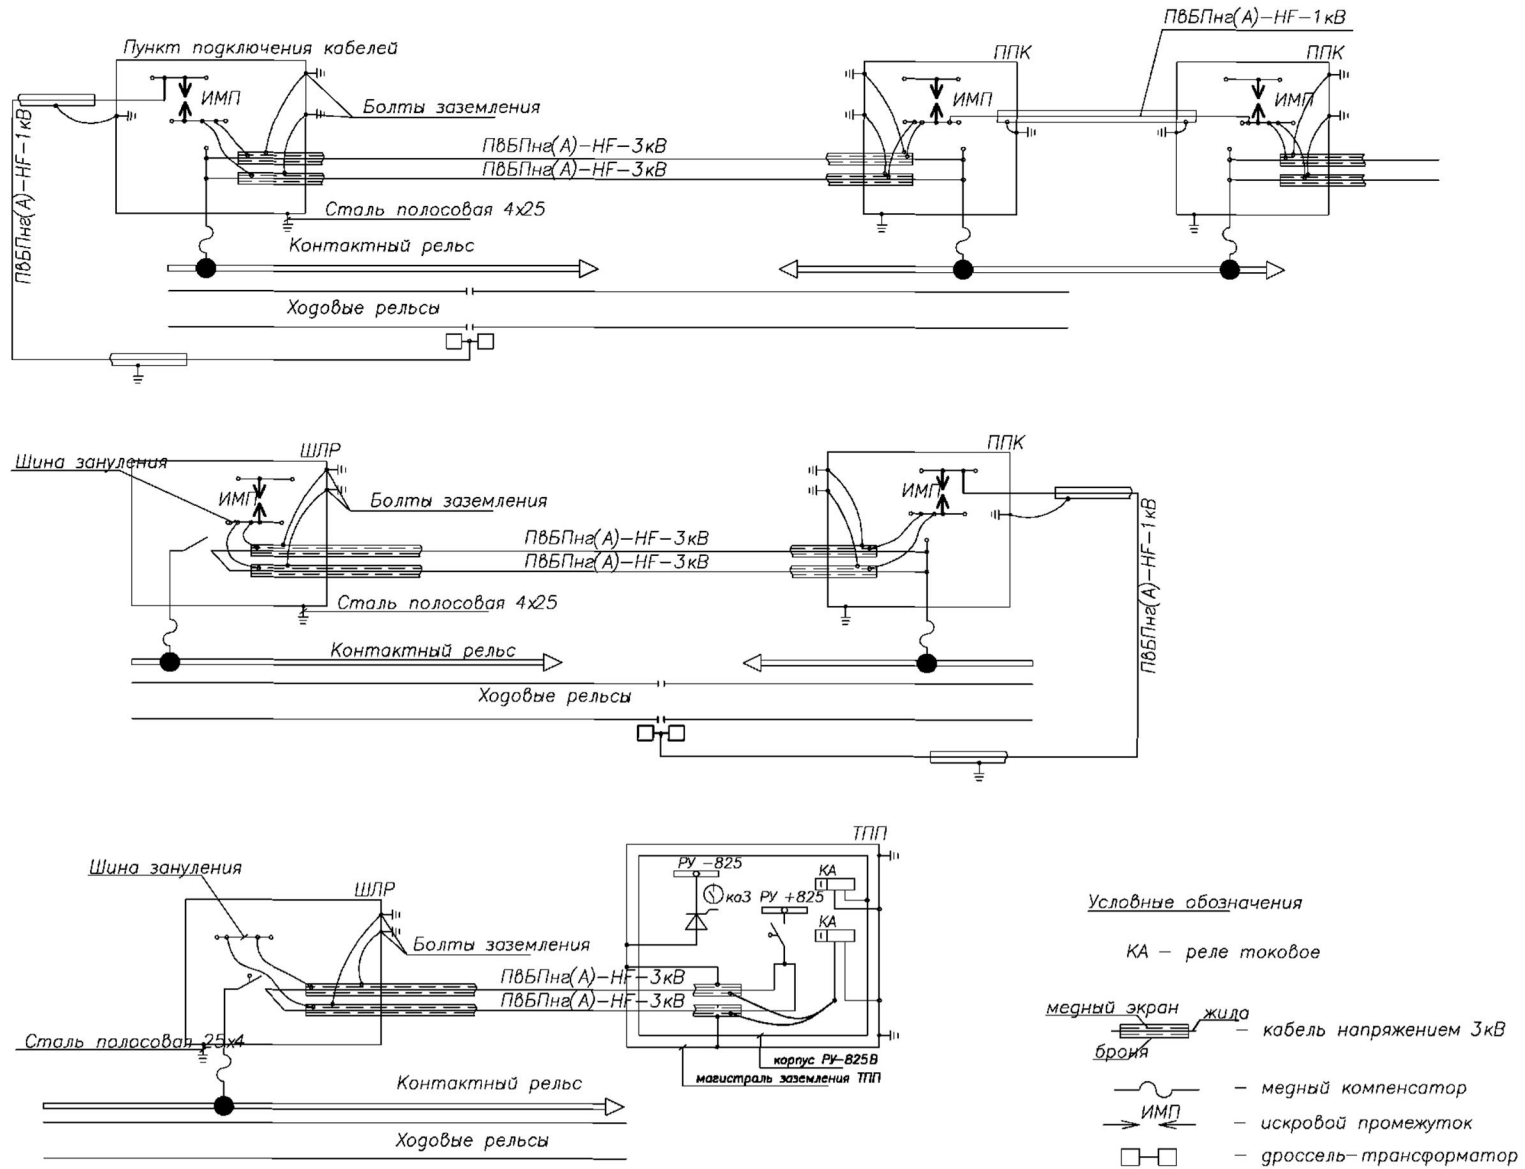 ПвБПнг(А)-HF-1кВ
Пункт подключения кабелей
ППК
ППК
ИМП
ИМП
ИМП
Болты заземления
ПвБПнг(А)-HF-1кВ
ПвБПнг(А)-HF-3кВ
ПвБПнг(А)-HF-3кВ
Сталь полосовая 4х25
Контактный рельс
Ходовые рельсы
ШЛР
ППК
Шина зануления
ИМП
ИМП
Болты заземления
ПвБПнг(А)-HF-3кВ
ПвБПнг(А)-HF-3кВ
ПвБПнг(А)-HF-1кВ
Сталь полосовая 4х25
Контактный рельс
Ходовые рельсы
ТПП
Шина зануления
ШЛР
РУ -825
КА
каЗ
РУ +825
КА
Болты заземления
ПвБПнг(А)-HF-3кВ
ПвБПнг(А)-HF-3кВ
Сталь полосовая 25х4
корпус РУ-825В
магистраль заземления ТПП
Контактный рельс
Ходовые рельсы
Условные обозначения
КА - реле токовое
медный экран
жила
броня
- кабель напряжением 3кВ
- медный компенсатор
ИМП
- искровой промежуток
- дроссель-трансформатор